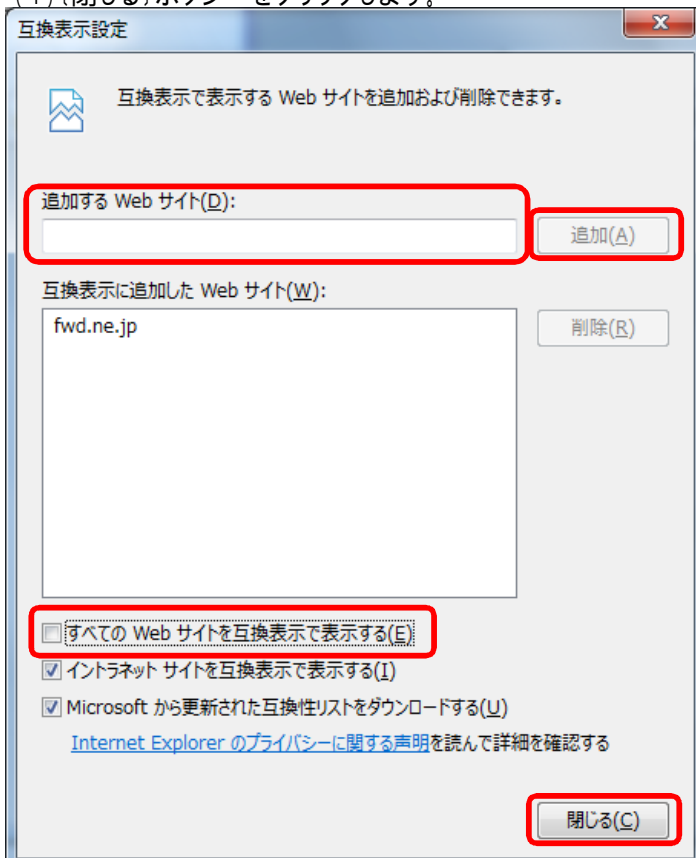 互換表示設定
互換表示で表示する Web サイトを追加および削除できます。
追加する Web サイト(D):
追加(A)
互換表示に追加した Web サイト(W):
fwd.ne.jp
削除(R)
すべての Web サイトを互換表示で表示する(E)
イントラネット サイトを互換表示で表示する(I)
Microsoft から更新された互換性リストをダウンロードする(U)
Internet Explorer のプライバシーに関する声明を読んで詳細を確認する
閉じる(C)